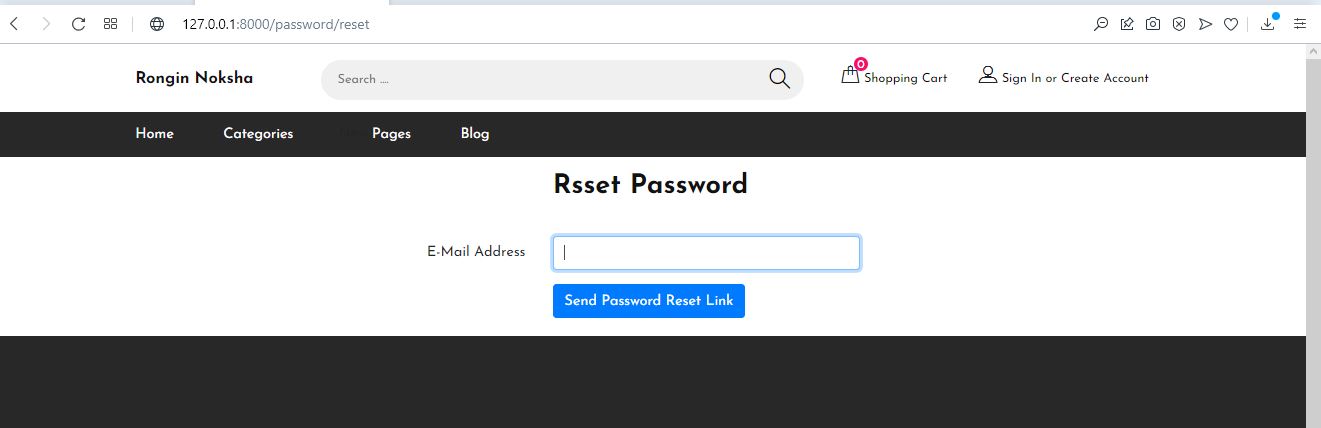 127.0.0.1:8000/password/reset
Rongin Noksha
Search ....
0
Shopping Cart
Sign In or Create Account
Home
Categories
Pages
Blog
Rsset Password
E-Mail Address
Send Password Reset Link